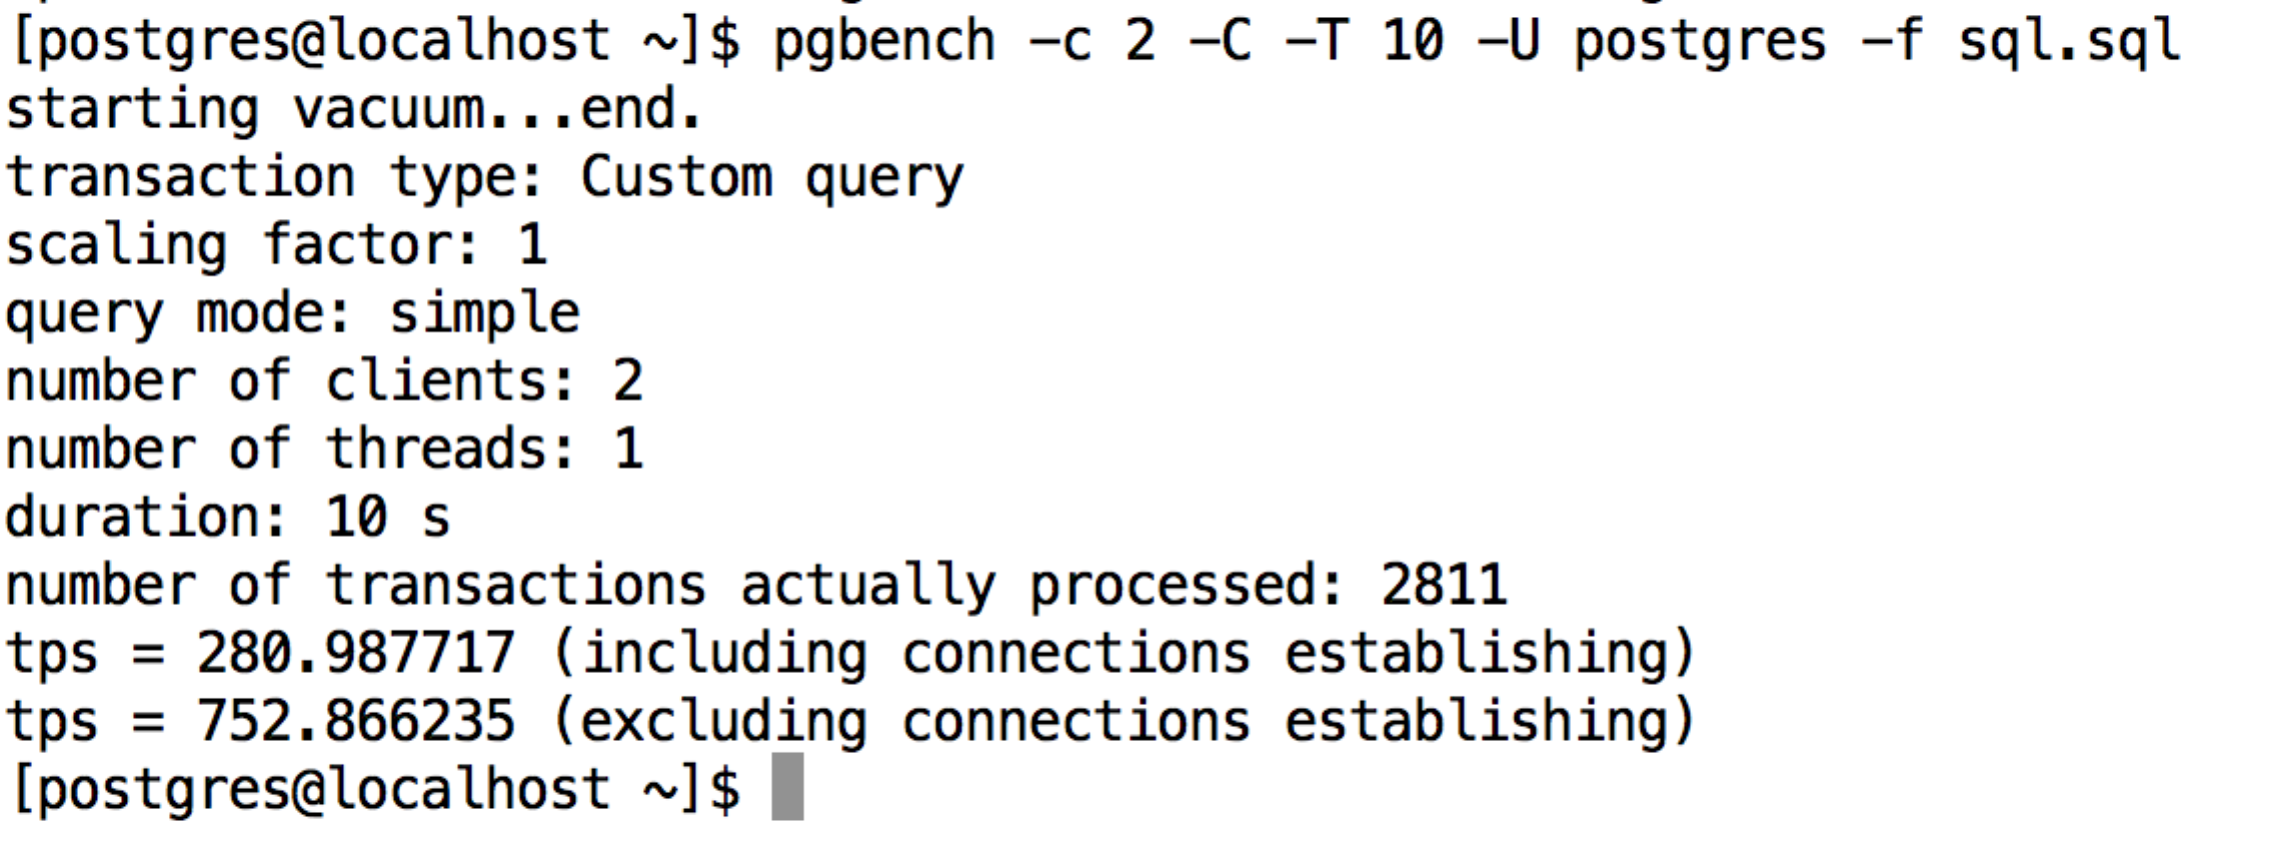 [postgres@localhost ~]$ pgbench -c 2 -C -T 10 -U postgres -f sql.sql
starting vacuum...end.
transaction type: Custom query
scaling factor: 1
query mode: simple
number of clients: 2
number of threads: 1
duration: 10 s
number of transactions actually processed: 2811
tps = 280.987717 (including connections establishing)
tps = 752.866235 (excluding connections establishing)
[postgres@localhost ~]$